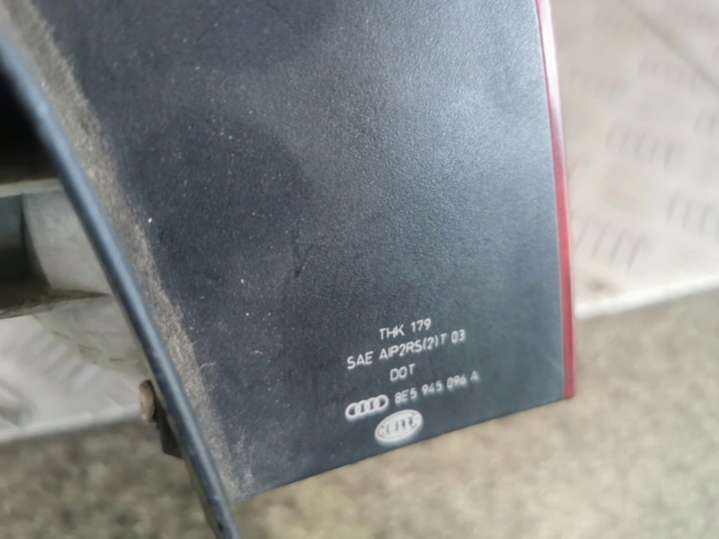 THK 179
SAE AIP2RS(2)T 03
DOT
8E5 945 096 A